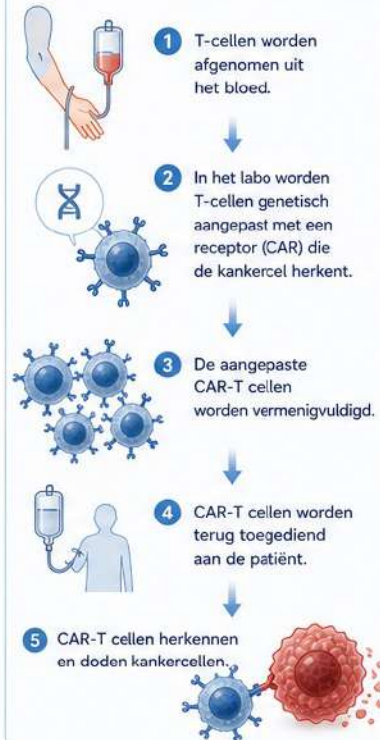 1 T-cellen worden
afgenomen uit
het bloed.
2 In het labo worden
T-cellen genetisch
aangepast met een
receptor (CAR) die
de kankercel herkent.
3 De aangepaste
CAR-T cellen
worden vermenigvuldigd.
4 CAR-T cellen worden
terug toegediend
aan de patiënt.
5 CAR-T cellen herkennen
en doden kankercellen.